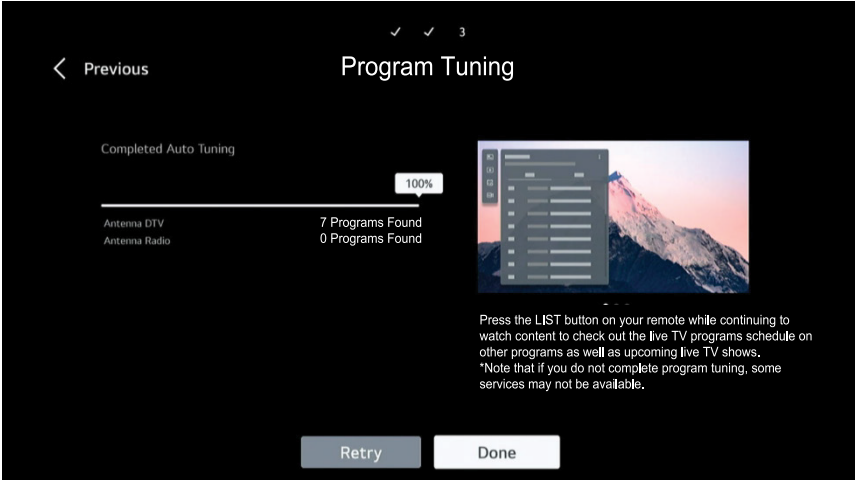 3
Previous
Program Tuning
Completed Auto Tuning
100%
Antenna DTV 7 Programs Found
Antenna Radio 0 Programs Found
Press the LIST button on your remote while continuing to
watch content to check out the live TV programs schedule on
other programs as well as upcoming live TV shows.
*Note that if you do not complete program tuning, some
services may not be available.
Retry
Done